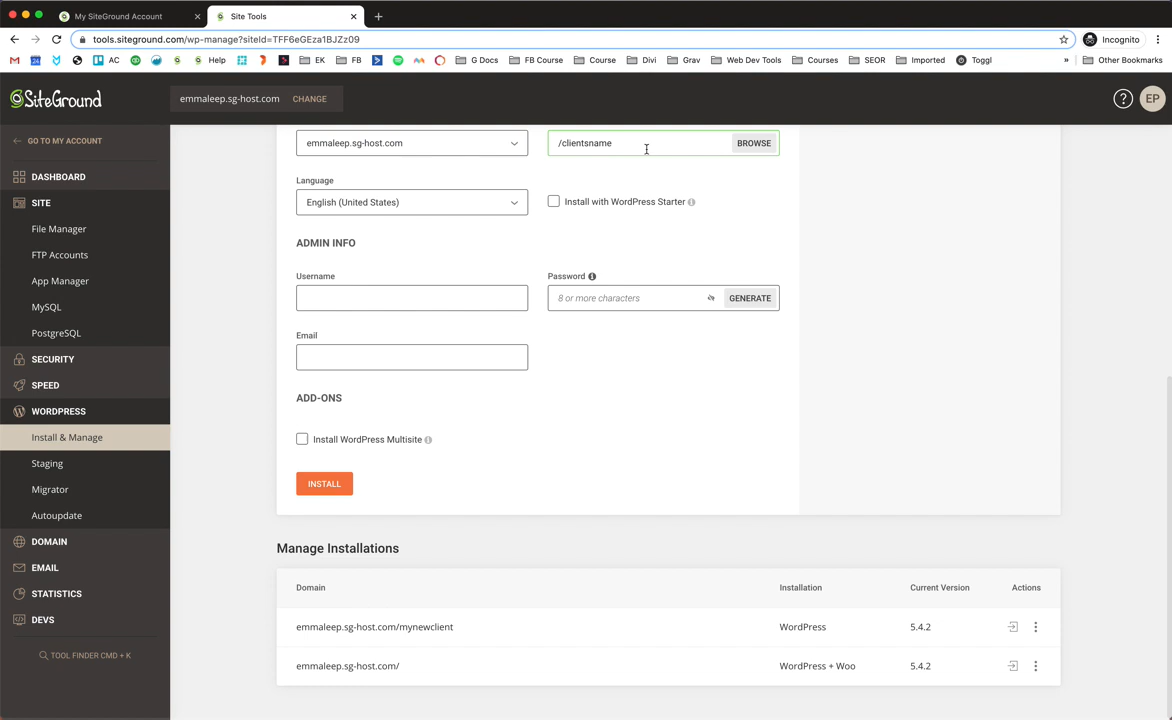 My SiteGround Account
Site Tools
tools.siteground.com/wp-manage?siteId=TFF6eGEza1BJZz09
Incognito
AC
Help
EK
FB
G Docs
FB Course
Course
Divi
Grav
Web Dev Tools
Courses
Imported
SEOR
Toggl
»
Other Bookmarks
SiteGround
emmaleep.sg-host.com
CHANGE
EP
GO TO MY ACCOUNT
DASHBOARD
SITE
File Manager
FTP Accounts
App Manager
MySQL
PostgreSQL
SECURITY
SPEED
WORDPRESS
Install & Manage
Staging
Migrator
Autoupdate
DOMAIN
EMAIL
STATISTICS
DEVS
TOOL FINDER CMD + K
emmaleep.sg-host.com
/clientsname
BROWSE
Language
English (United States)
Install with WordPress Starter
ADMIN INFO
Username
Password
8 or more characters
GENERATE
Email
ADD-ONS
Install WordPress Multisite
INSTALL
Manage Installations
Domain
Installation
Current Version
Actions
emmaleep.sg-host.com/mynewclient
WordPress
5.4.2
emmaleep.sg-host.com/
WordPress + Woo
5.4.2